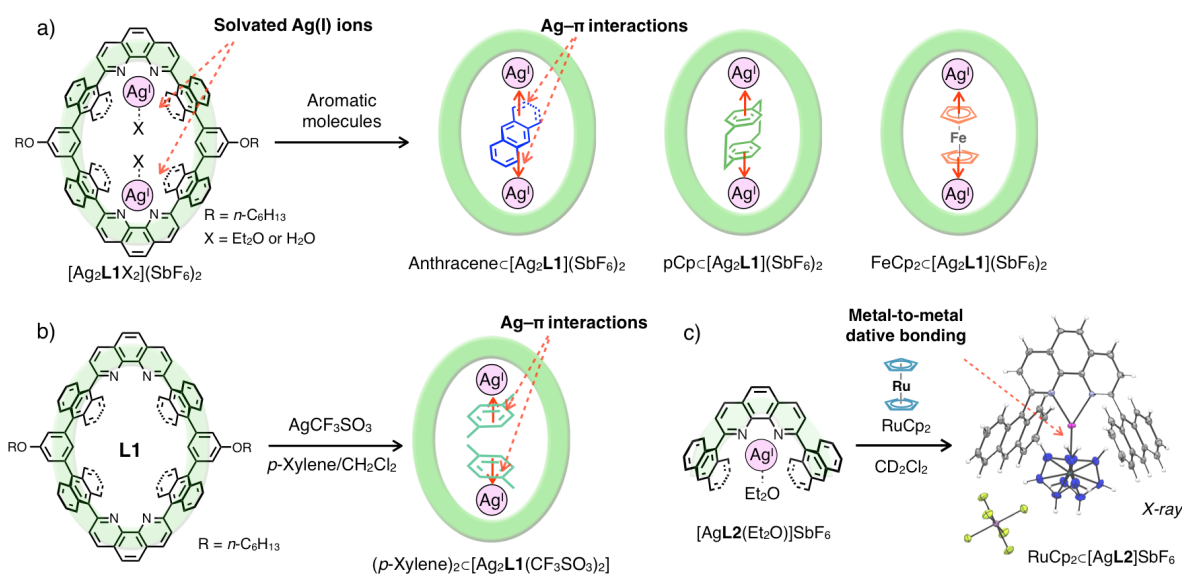 a)
Solvated Ag(I) ions
Ag–π interactions
N N
Ag^I
X
RO
OR
X
Ag^I
N N
R = n-C₆H₁₃
X = Et₂O or H₂O
[Ag₂L1X₂](SbF₆)₂
Aromatic
molecules
Ag^I
Ag^I
Anthracene⊂[Ag₂L1](SbF₆)₂
Ag^I
Ag^I
pCp⊂[Ag₂L1](SbF₆)₂
Ag^I
Fe
Ag^I
FeCp₂⊂[Ag₂L1](SbF₆)₂
b)
N N
RO
L1
OR
N N
R = n-C₆H₁₃
AgCF₃SO₃
p-Xylene/CH₂Cl₂
Ag–π interactions
Ag^I
Ag^I
(p-Xylene)₂⊂[Ag₂L1(CF₃SO₃)₂]
c)
Metal-to-metal
dative bonding
N N
Ag^I
Et₂O
[AgL2(Et₂O)]SbF₆
Ru
RuCp₂
CD₂Cl₂
X-ray
RuCp₂⊂[AgL2]SbF₆